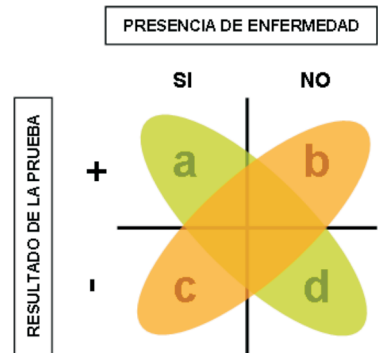 PRESENCIA DE ENFERMEDAD
SI NO
RESULTADO DE LA PRUEBA
+ a b
- c d